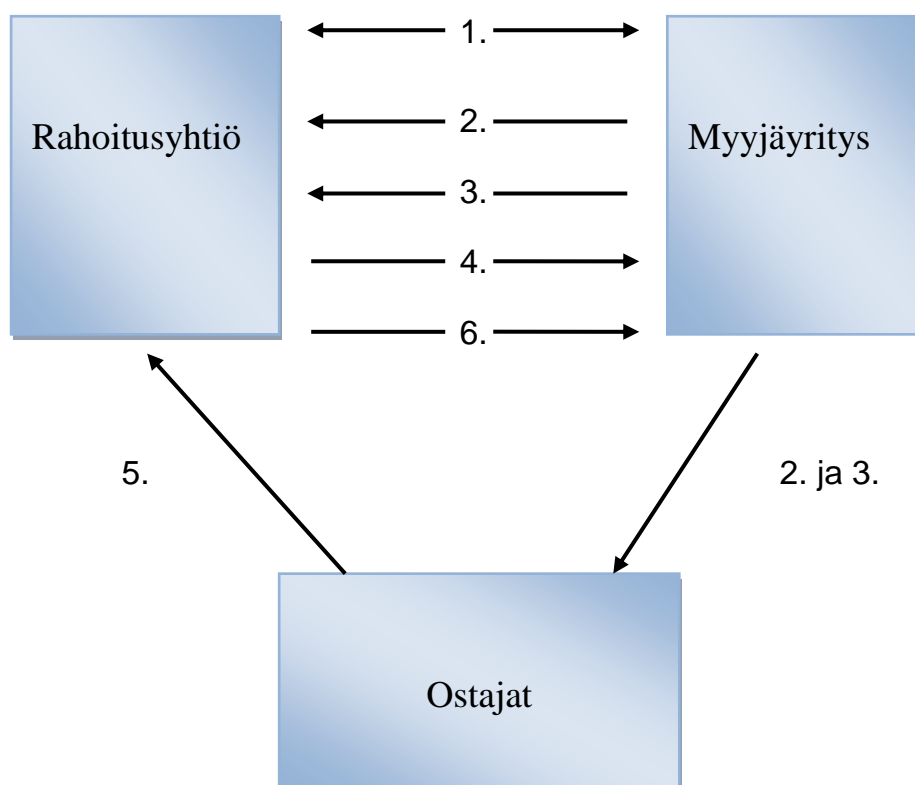 1.
Rahoitusyhtiö
2.
Myyjäyritys
3.
4.
6.
5.
2. ja 3.
Ostajat